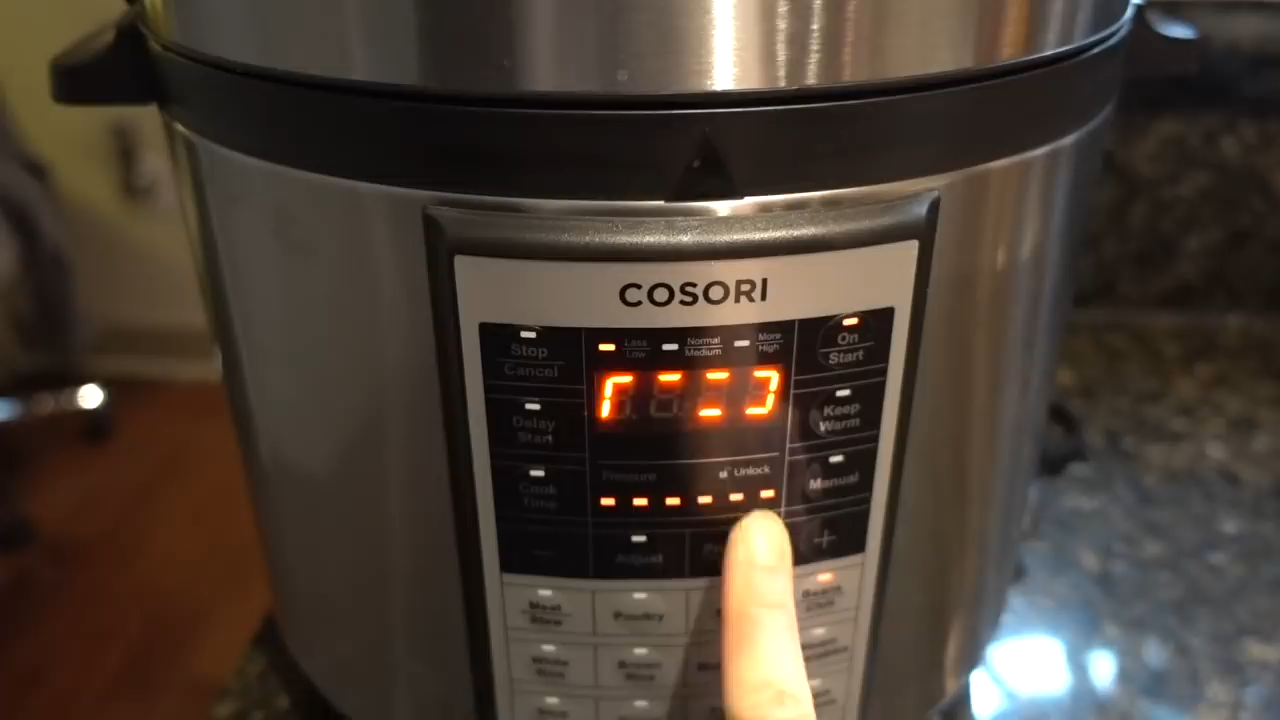 COSORI
Stop
Cancel
Less
Low
Normal
Medium
More
High
On
Start
Delay
Start
Keep
Warm
Pressure
Unlock
Cook
Time
Manual
Adjust
+
Meat
Stew
Poultry
White
Rice
Brown
Rice